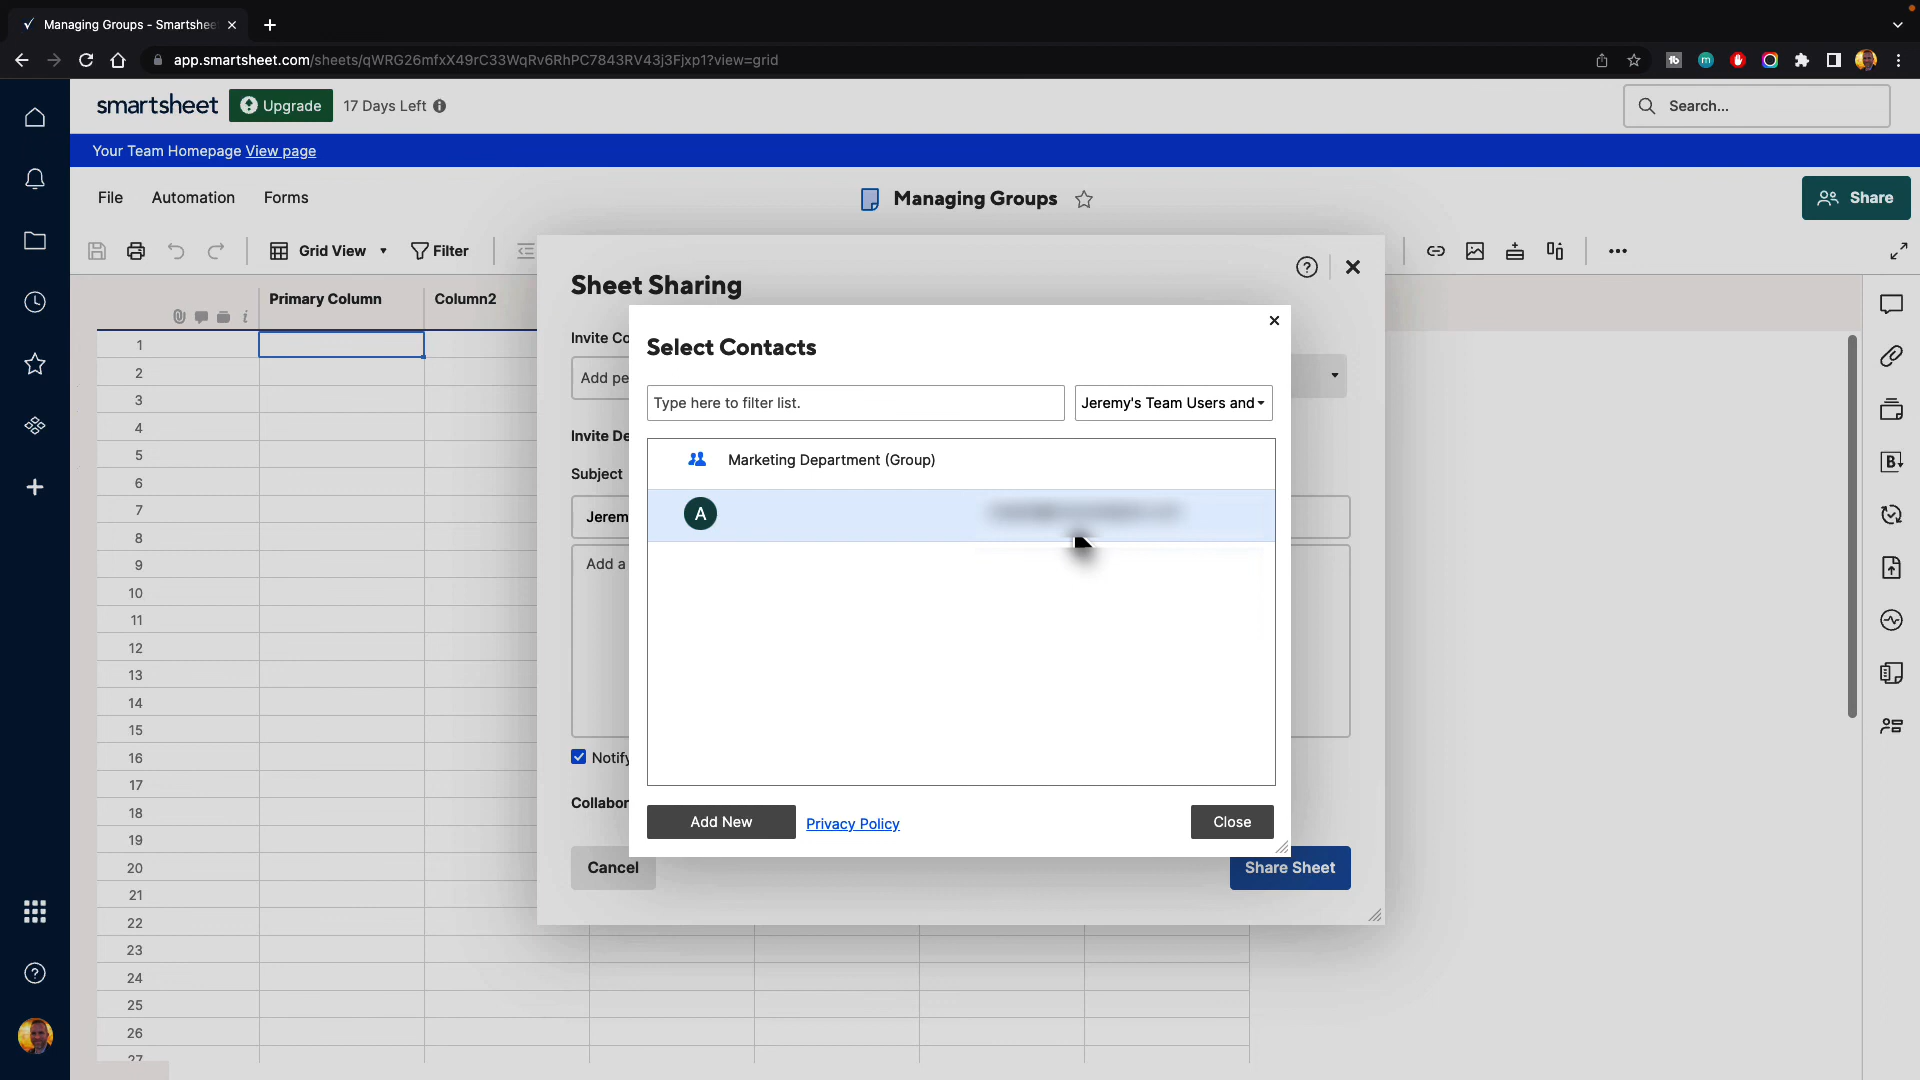 Managing Groups - Smartshee
app.smartsheet.com/sheets/qWRG26mfxX49rC33WqRv6RhPC7843RV43j3Fjxp1?view=grid
smartsheet
Upgrade
17 Days Left
Search...
Your Team Homepage View page
File
Automation
Forms
Managing Groups
Share
Grid View
Filter
Sheet Sharing
Primary Column
Column2
Invite Co
Select Contacts
Add pe
Type here to filter list.
Jeremy's Team Users and
Invite De
Marketing Department (Group)
Subject
Jerem
A
Add a
Notify
Collabor
Add New
Privacy Policy
Close
Cancel
Share Sheet
1
2
3
4
5
6
7
8
9
10
11
12
13
14
15
16
17
18
19
20
21
22
23
24
25
26
27